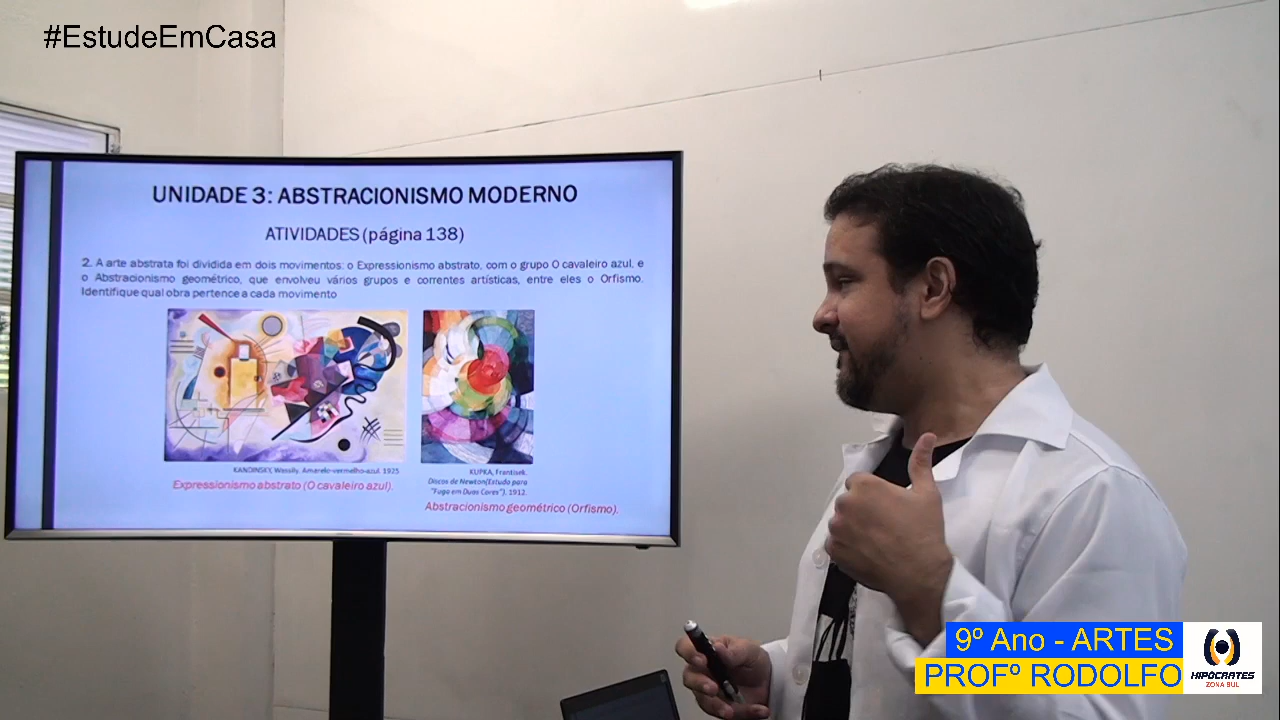 #EstudeEmCasa
UNIDADE 3: ABSTRACIONISMO MODERNO
ATIVIDADES (página 138)
2. A arte abstrata foi dividida em dois movimentos: o Expressionismo abstrato, com o grupo O cavaleiro azul, e
o Abstracionismo geométrico, que envolveu vários grupos e correntes artísticas, entre eles o Orfismo.
Identifique qual obra pertence a cada movimento
KANDINSKY, Wassily. Amarelo-vermelho-azul. 1925
Expressionismo abstrato (O cavaleiro azul).
KUPKA, Frantisek.
Discos de Newton(Estudo para
"Fuga em Duas Cores"), 1912.
Abstracionismo geométrico (Orfismo).
9º Ano - ARTES
PROFº RODOLFO
HIPÓCRATES
ZONA SUL